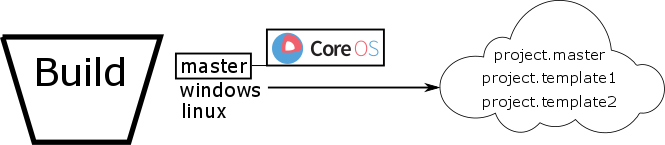 Build
master
windows
linux
Core OS
project.master
project.template1
project.template2